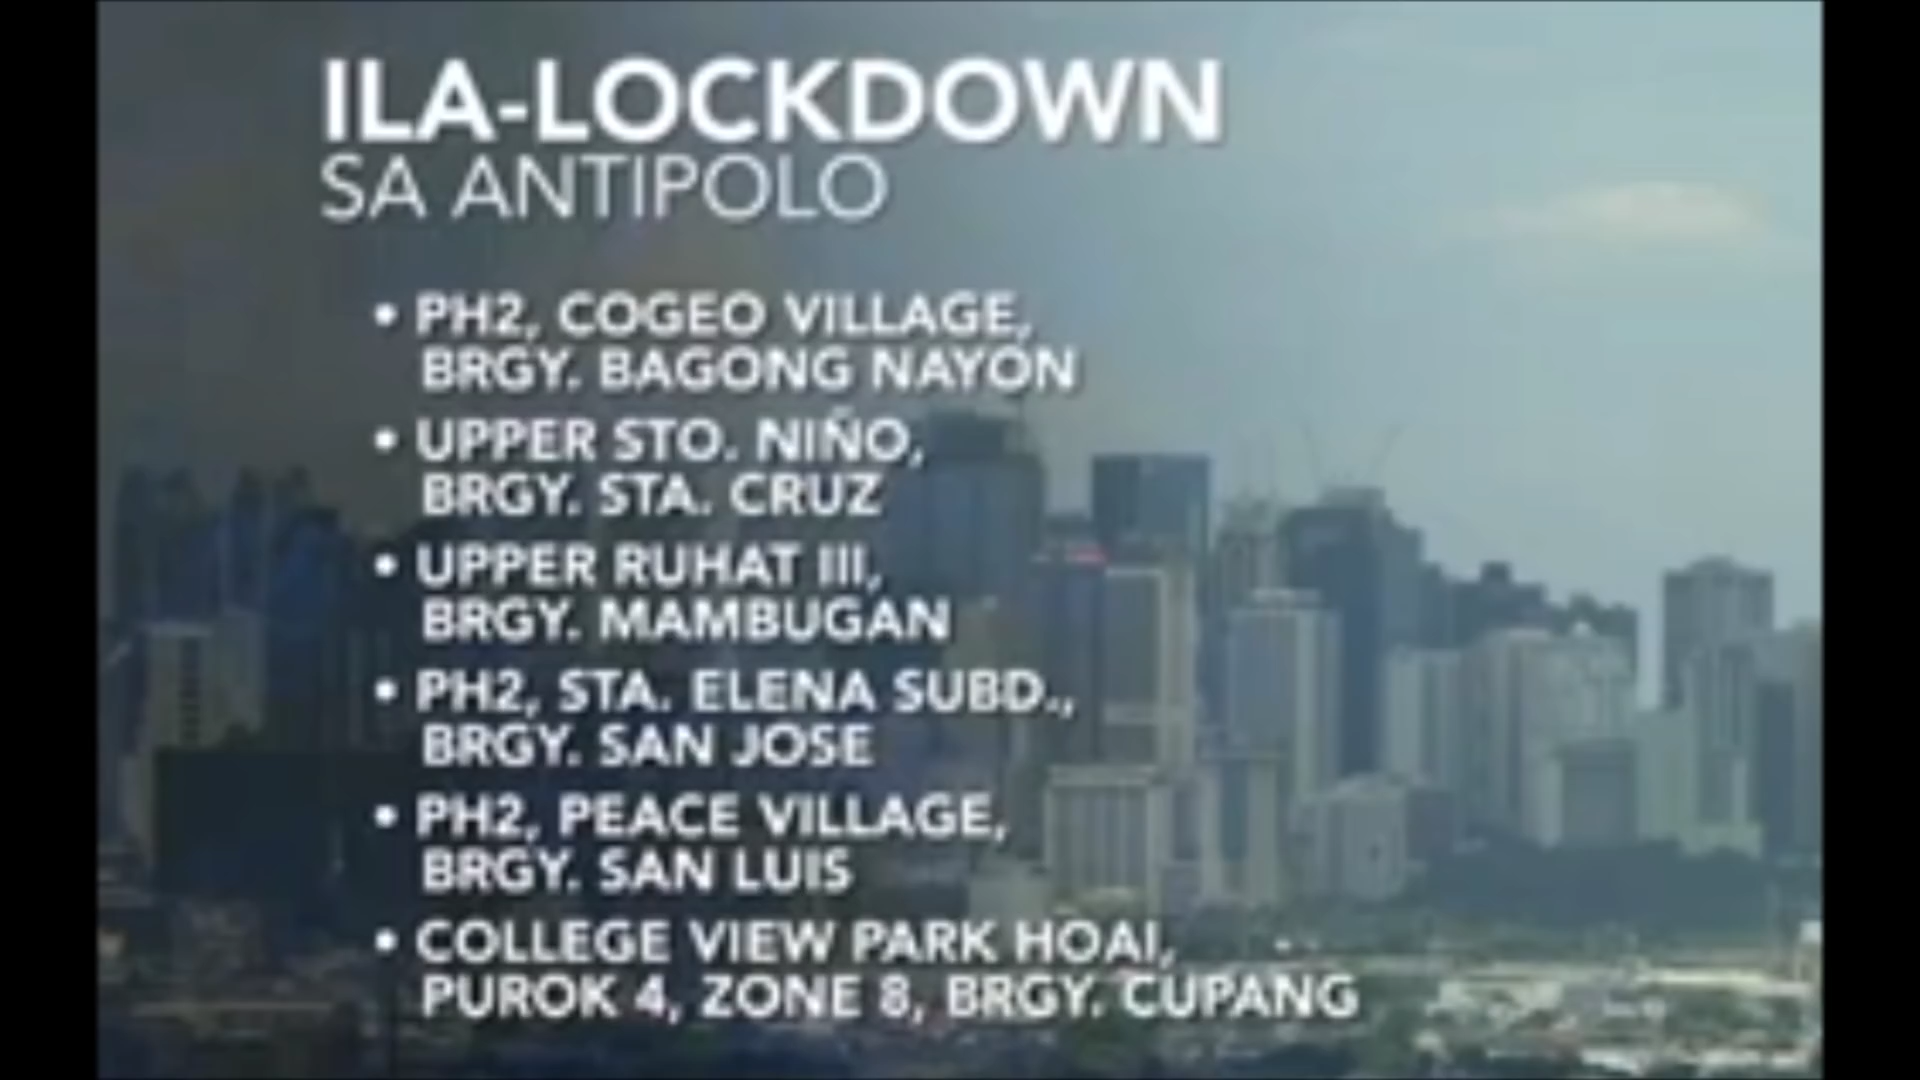 ILA-LOCKDOWN
SA ANTIPOLO
• PH2, COGEO VILLAGE,
BRGY. BAGONG NAYON
• UPPER STO. NIÑO,
BRGY. STA. CRUZ
• UPPER RUHAT III,
BRGY. MAMBUGAN
• PH2, STA. ELENA SUBD.,
BRGY. SAN JOSE
• PH2, PEACE VILLAGE,
BRGY. SAN LUIS
• COLLEGE VIEW PARK HOAI,
PUROK 4, ZONE 8, BRGY. CUPANG